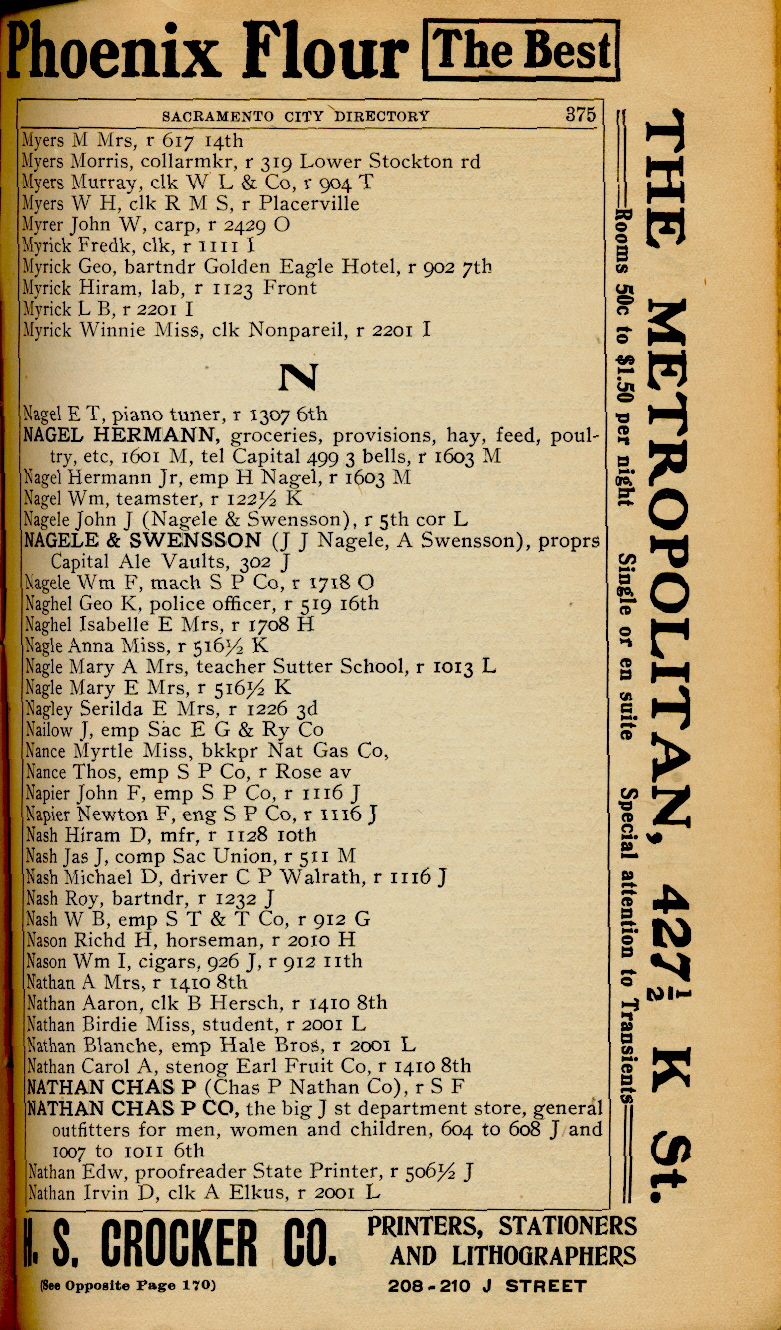 Phoenix Flour The Best
SACRAMENTO CITY DIRECTORY 375
Myers M Mrs, r 617 14th
Myers Morris, collarmkr, r 319 Lower Stockton rd
Myers Murray, clk W L & Co, r 904 T
Myers W H, clk R M S, r Placerville
Myrer John W, carp, r 2429 O
Myrick Fredk, clk, r 1111 I
Myrick Geo, bartndr Golden Eagle Hotel, r 902 7th
Myrick Hiram, lab, r 1123 Front
Myrick L B, r 2201 I
Myrick Winnie Miss, clk Nonpareil, r 2201 I
N
Nagel E T, piano tuner, r 1307 6th
NAGEL HERMANN, groceries, provisions, hay, feed, poul-
try, etc, 1601 M, tel Capital 499 3 bells, r 1603 M
Nagel Hermann Jr, emp H Nagel, r 1603 M
Nagel Wm, teamster, r 122½ K
Nagele John J (Nagele & Swensson), r 5th cor L
NAGELE & SWENSSON (J J Nagele, A Swensson), proprs
Capital Ale Vaults, 302 J
Nagele Wm F, mach S P Co, r 1718 O
Naghel Geo K, police officer, r 519 16th
Naghel Isabelle E Mrs, r 1708 H
Nagle Anna Miss, r 516½ K
Nagle Mary A Mrs, teacher Sutter School, r 1013 L
Nagle Mary E Mrs, r 516½ K
Nagley Serilda E Mrs, r 1226 3d
Nailow J, emp Sac E G & Ry Co
Nance Myrtle Miss, bkkpr Nat Gas Co,
Nance Thos, emp S P Co, r Rose av
Napier John F, emp S P Co, r 1116 J
Napier Newton F, eng S P Co, r 1116 J
Nash Hiram D, mfr, r 1128 10th
Nash Jas J, comp Sac Union, r 511 M
Nash Michael D, driver C P Walrath, r 1116 J
Nash Roy, bartndr, r 1232 J
Nash W B, emp S T & T Co, r 912 G
Nason Richd H, horseman, r 2010 H
Nason Wm I, cigars, 926 J, r 912 11th
Nathan A Mrs, r 1410 8th
Nathan Aaron, clk B Hersch, r 1410 8th
Nathan Birdie Miss, student, r 2001 L
Nathan Blanche, emp Hale Bros, r 2001 L
Nathan Carol A, stenog Earl Fruit Co, r 1410 8th
NATHAN CHAS P (Chas P Nathan Co), r S F
NATHAN CHAS P CO, the big J st department store, general
outfitters for men, women and children, 604 to 608 J and
1007 to 1011 6th
Nathan Edw, proofreader State Printer, r 506½ J
Nathan Irvin D, clk A Elkus, r 2001 L
THE METROPOLITAN, 427½ K St.
Rooms 50c to $1.50 per night Single or en suite Special attention to Transients
H. S. CROCKER CO.
(See Opposite Page 170)
PRINTERS, STATIONERS
AND LITHOGRAPHERS
208-210 J STREET